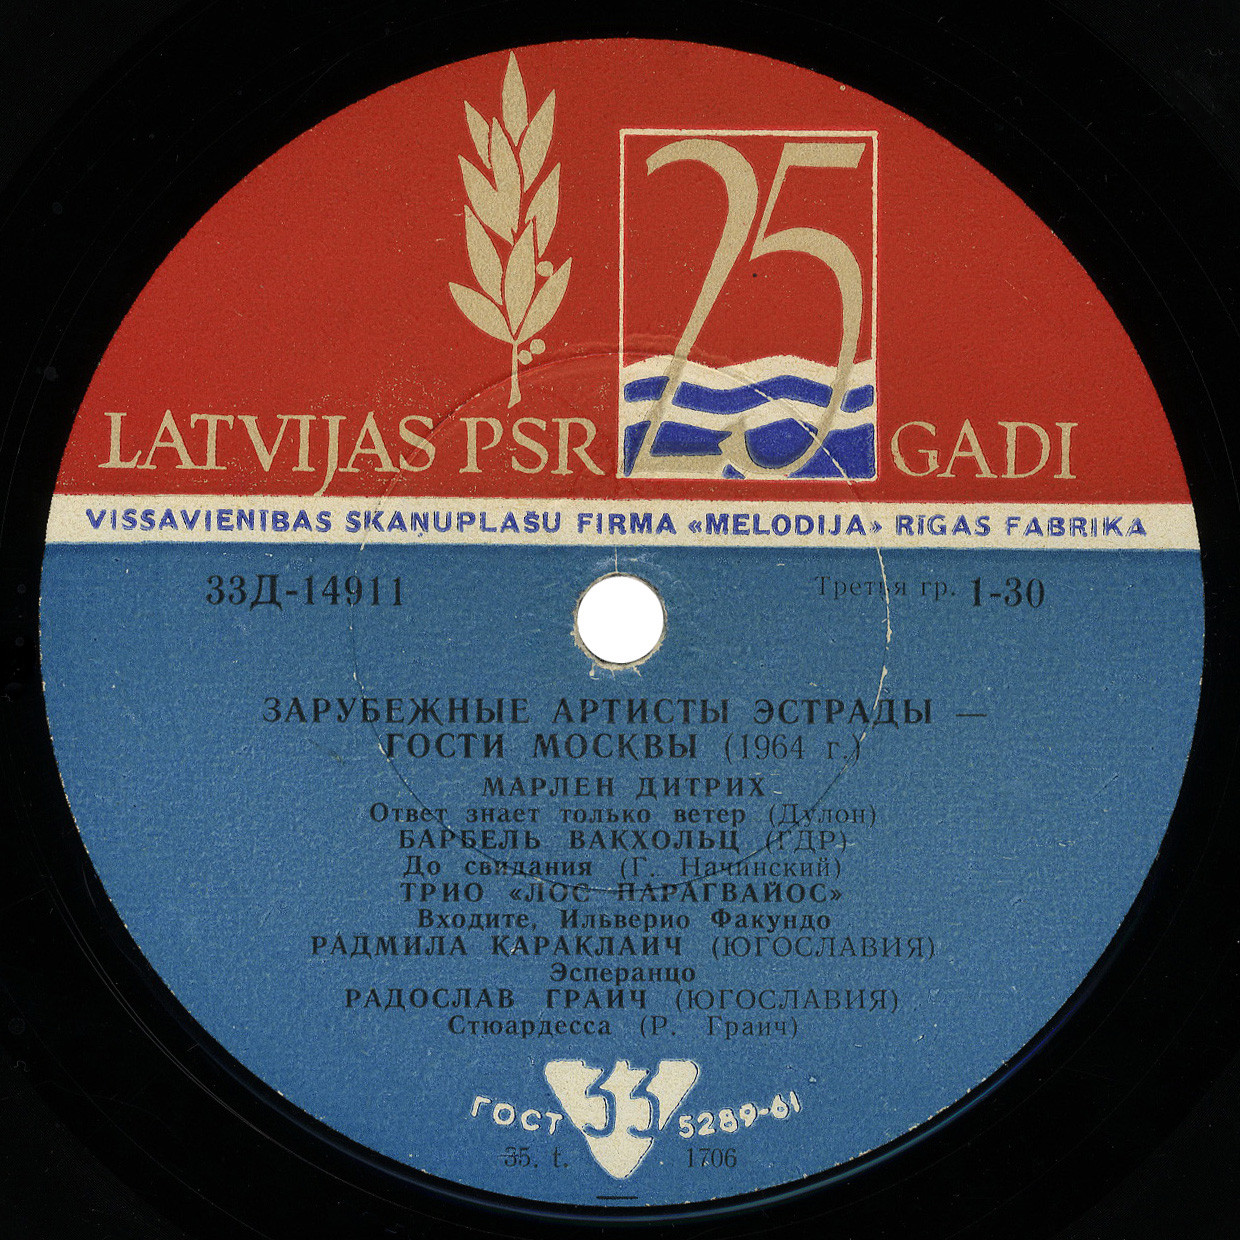 25
LATVIJAS PSR GADI
VISSAVIENĪBAS SKAŅUPLAŠU FIRMA «MELODIJA» RĪGAS FABRIKA
33Д-14911
Третья гр. 1-30
ЗАРУБЕЖНЫЕ АРТИСТЫ ЭСТРАДЫ —
ГОСТИ МОСКВЫ (1964 г.)
МАРЛЕН ДИТРИХ
Ответ знает только ветер (Дулон)
БАРБЕЛЬ ВАКХОЛЬЦ (ГДР)
До свидания (Г. Начинский)
ТРИО «ЛОС ПАРАГВАЙОС»
Входите, Ильверио Факундо
РАДМИЛА КАРАКЛАИЧ (ЮГОСЛАВИЯ)
Эсперанцо
РАДОСЛАВ ГРАИЧ (ЮГОСЛАВИЯ)
Стюардесса (Р. Граич)
ГОСТ 33 5289-61
35. t. 1706